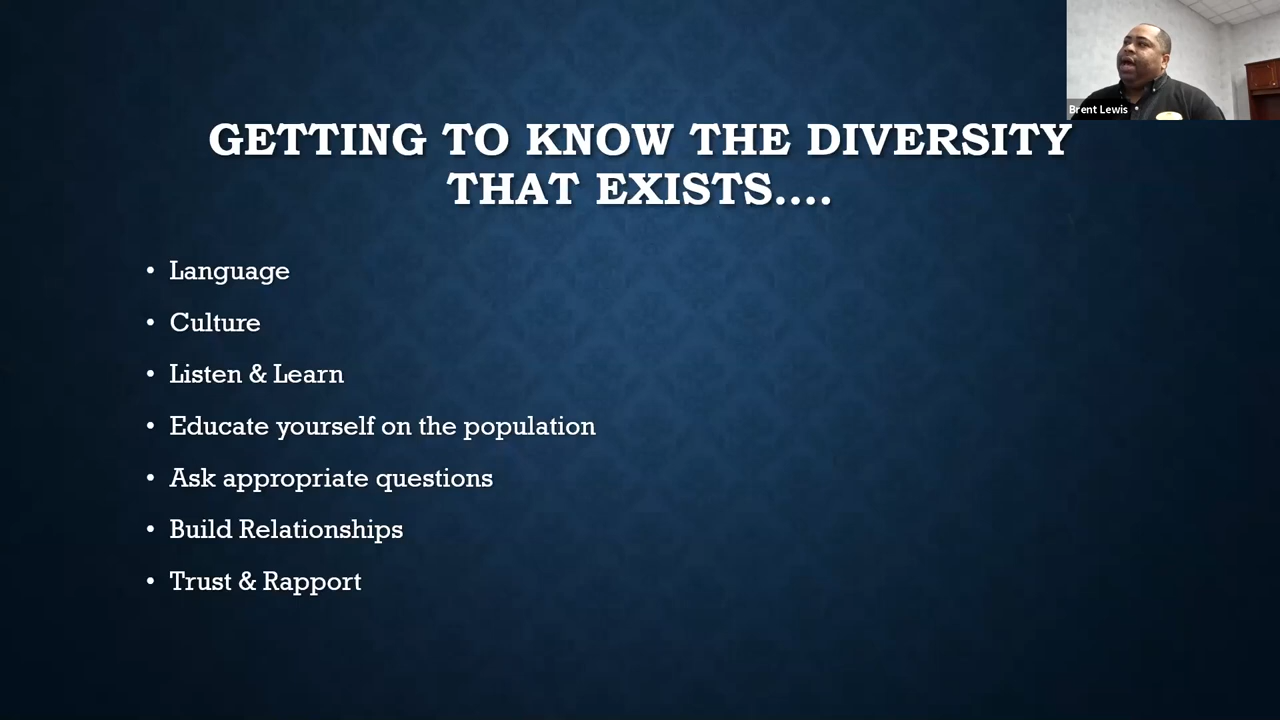 GETTING TO KNOW THE DIVERSITY
THAT EXISTS....
• Language
• Culture
• Listen & Learn
• Educate yourself on the population
• Ask appropriate questions
• Build Relationships
• Trust & Rapport
Brent Lewis